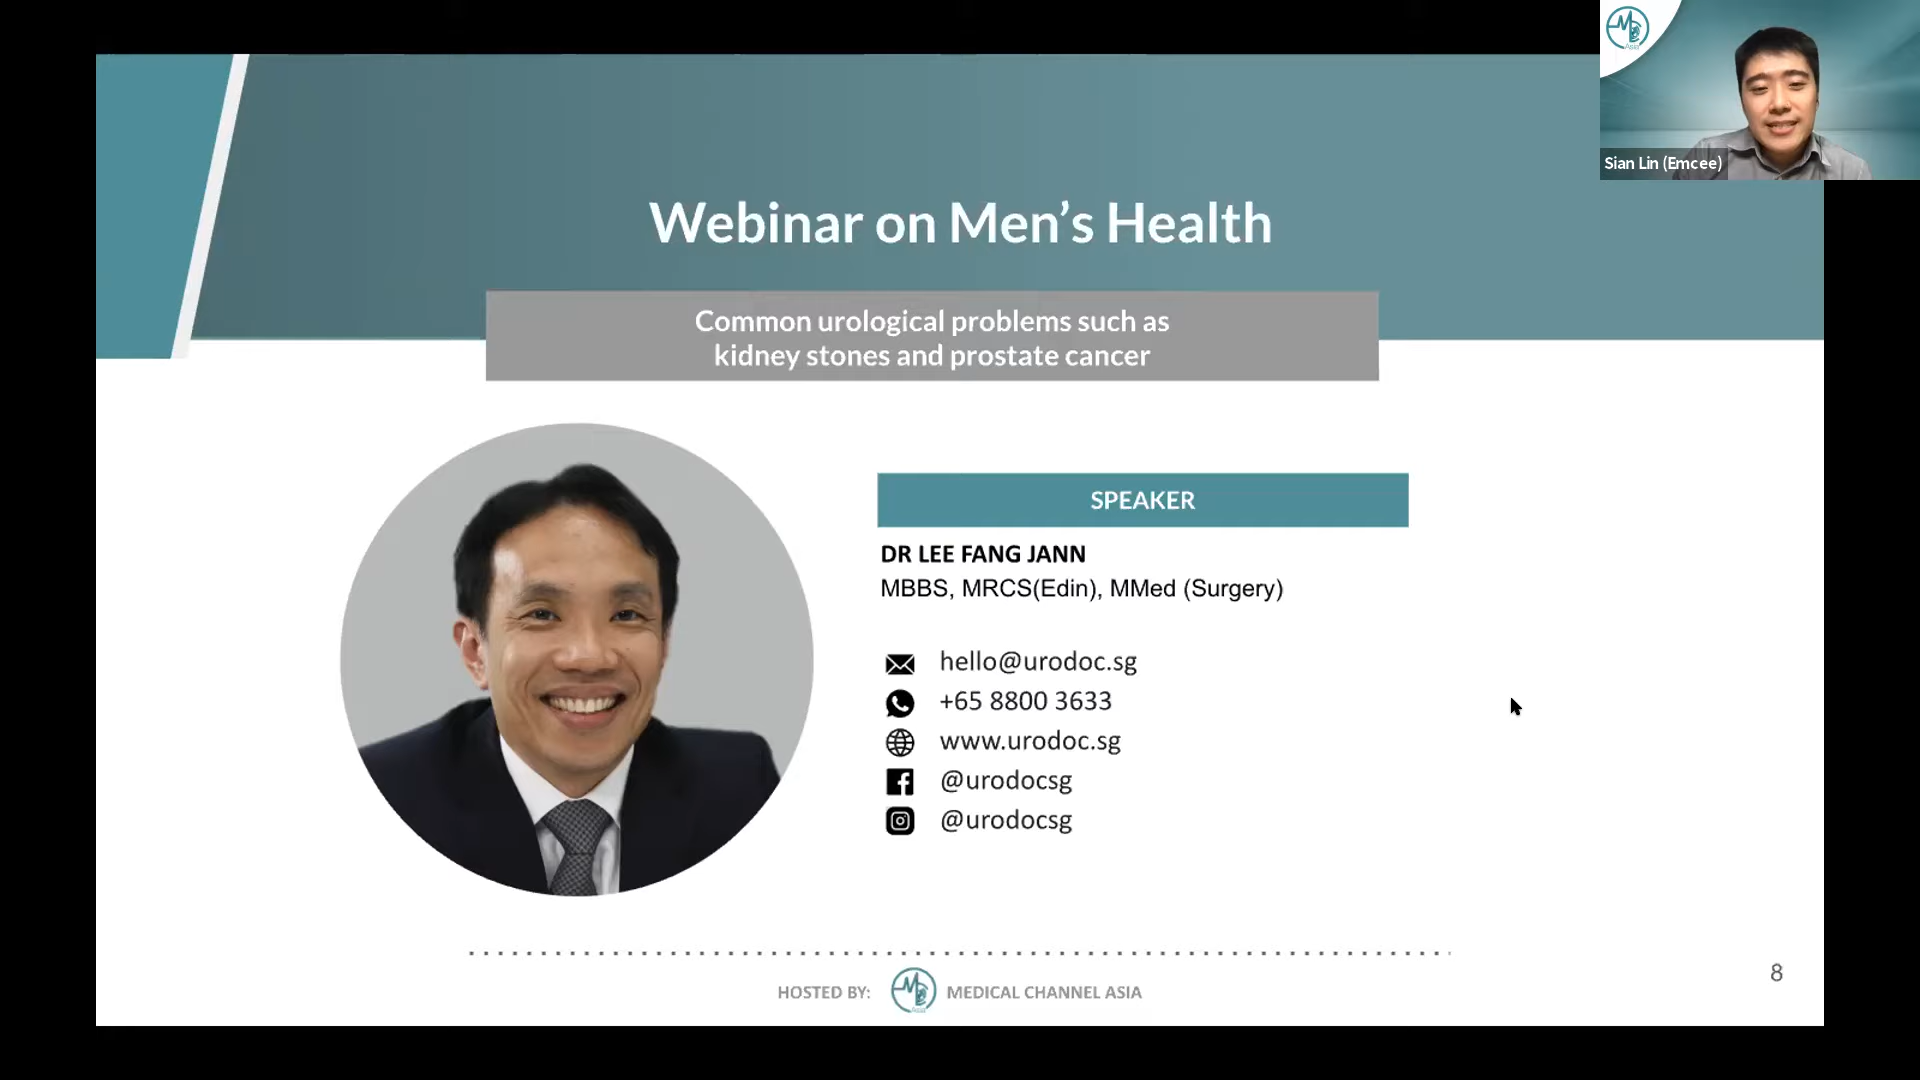 Sian Lin (Emcee)
Webinar on Men's Health
Common urological problems such as
kidney stones and prostate cancer
SPEAKER
DR LEE FANG JANN
MBBS, MRCS(Edin), MMed (Surgery)
hello@urodoc.sg
+65 8800 3633
www.urodoc.sg
@urodocsg
@urodocsg
HOSTED BY: MEDICAL CHANNEL ASIA
8